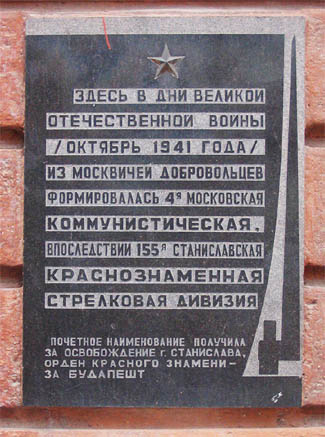 ЗДЕСЬ В ДНИ ВЕЛИКОЙ
ОТЕЧЕСТВЕННОЙ ВОЙНЫ
/ОКТЯБРЬ 1941 ГОДА/
ИЗ МОСКВИЧЕЙ ДОБРОВОЛЬЦЕВ
ФОРМИРОВАЛАСЬ 4я МОСКОВСКАЯ
КОММУНИСТИЧЕСКАЯ,
ВПОСЛЕДСТВИИ 155я СТАНИСЛАВСКАЯ
КРАСНОЗНАМЕННАЯ
СТРЕЛКОВАЯ ДИВИЗИЯ
ПОЧЕТНОЕ НАИМЕНОВАНИЕ ПОЛУЧИЛА
ЗА ОСВОБОЖДЕНИЕ г. СТАНИСЛАВА,
ОРДЕН КРАСНОГО ЗНАМЕНИ-
ЗА БУДАПЕШТ